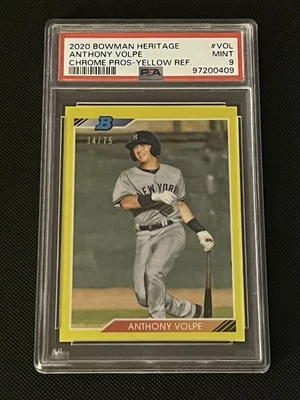 2020 BOWMAN HERITAGE #VOL
ANTHONY VOLPE MINT
CHROME PROS-YELLOW REF. 9
PSA 97200409
B
34/75
NEW YORK
ANTHONY VOLPE